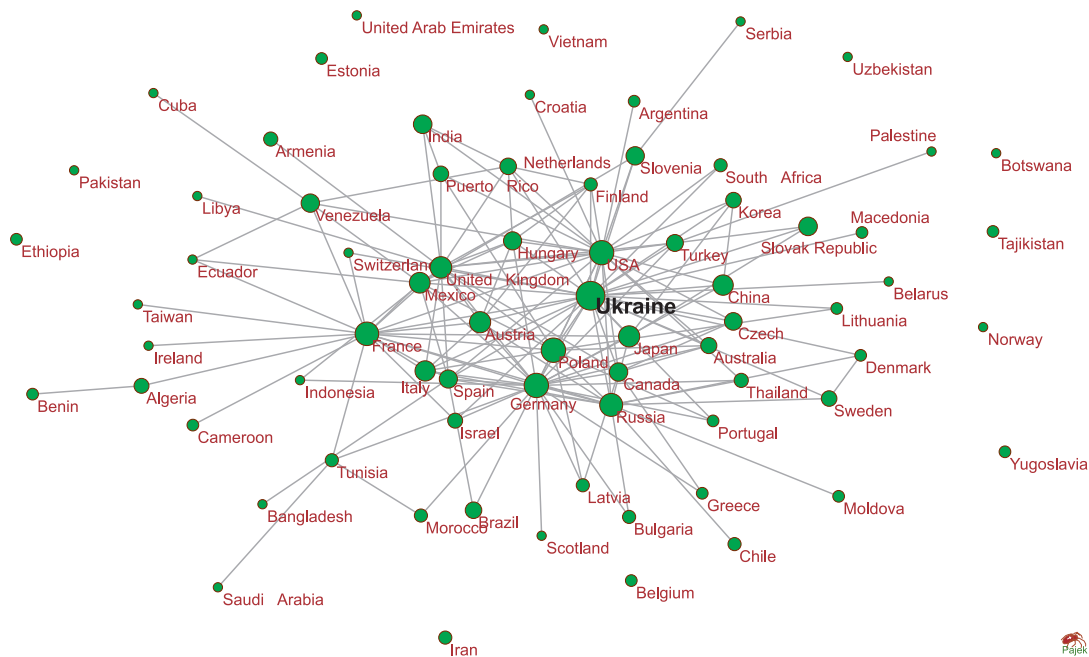 United Arab Emirates
Vietnam
Serbia
Estonia
Uzbekistan
Cuba
Croatia
Argentina
Armenia
India
Palestine
Botswana
Netherlands
Slovenia
Pakistan
Puerto Rico
South Africa
Finland
Libya
Venezuela
Korea
Macedonia
Ethiopia
Tajikistan
Hungary
Turkey
Slovak Republic
Switzerlan
USA
Ecuador
United Kingdom
Mexico
China
Belarus
Ukraine
Taiwan
Lithuania
Austria
Czech
Norway
France
Japan
Ireland
Poland
Australia
Denmark
Italy
Spain
Canada
Indonesia
Germany
Thailand
Benin
Algeria
Russia
Sweden
Cameroon
Israel
Portugal
Tunisia
Yugoslavia
Latvia
Greece
Moldova
Bangladesh
Morocco
Brazil
Bulgaria
Scotland
Chile
Belgium
Saudi Arabia
Iran
Pajek